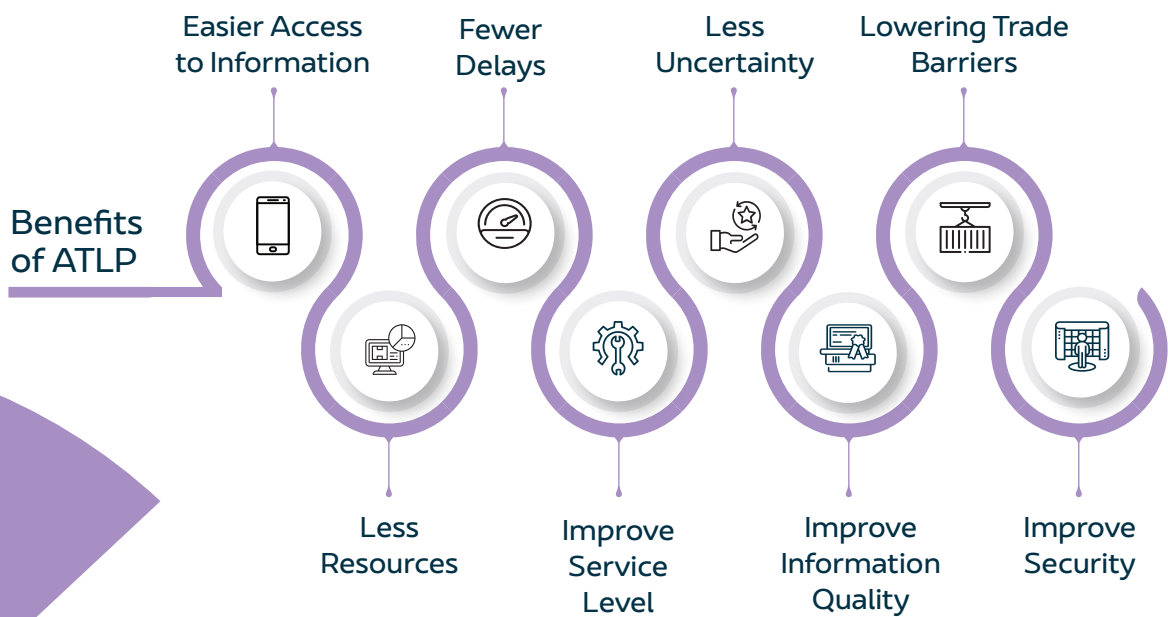 Benefits
of ATLP
Easier Access
to Information
Less
Resources
Fewer
Delays
Improve
Service
Level
Less
Uncertainty
Improve
Information
Quality
Lowering Trade
Barriers
Improve
Security